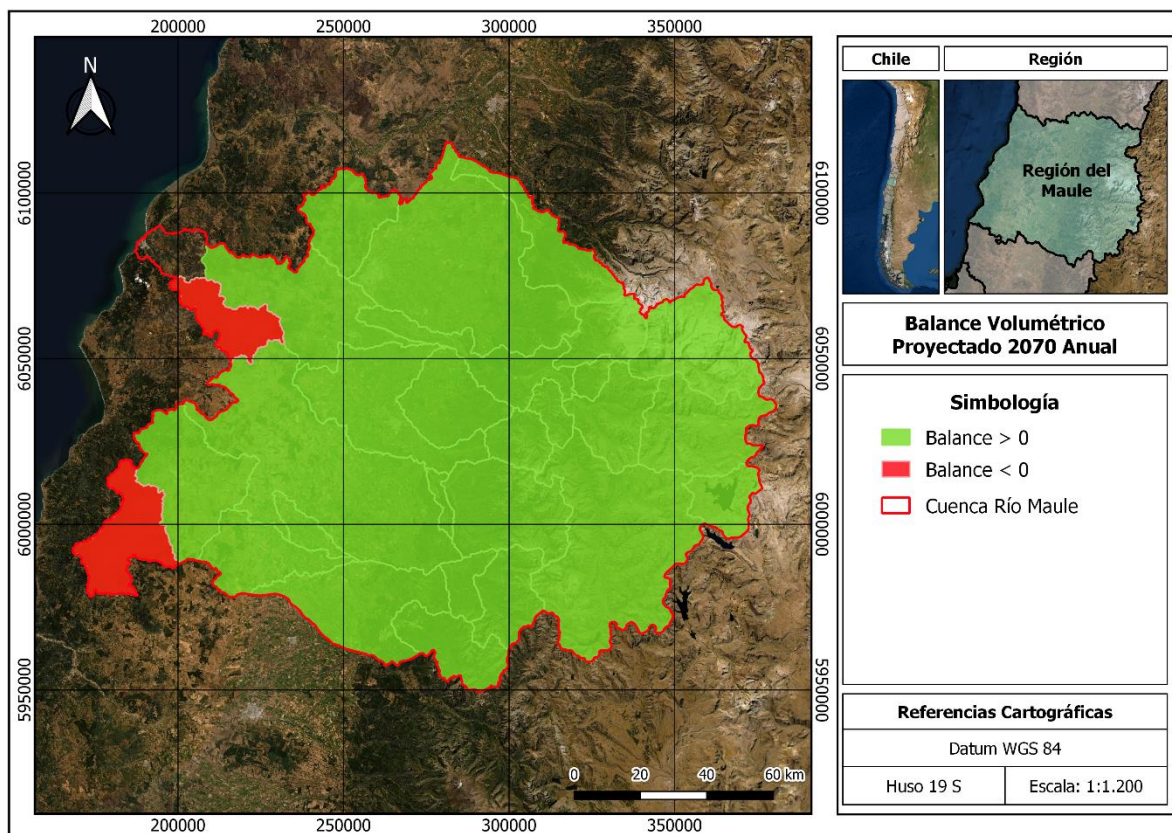 200000 250000 300000 350000
N
6100000 6100000
6050000 6050000
6000000 6000000
5950000 5950000
0 20 40 60 km
200000 250000 300000 350000
Chile Región
Región del
Maule
Balance Volumétrico
Proyectado 2070 Anual
Simbología
Balance > 0
Balance < 0
Cuenca Río Maule
Referencias Cartográficas
Datum WGS 84
Huso 19 S Escala: 1:1.200